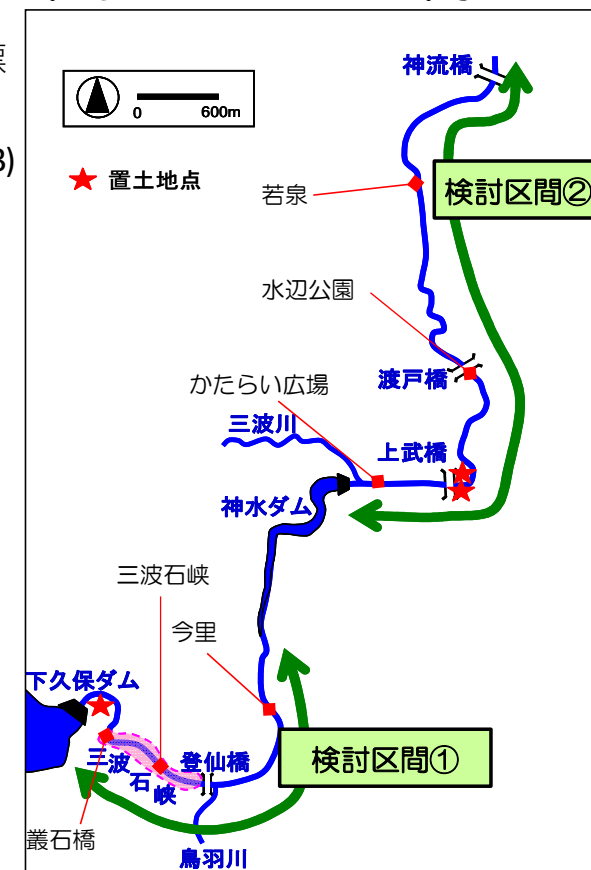 神流橋
0 600m
置土地点
若泉
検討区間②
水辺公園
渡戸橋
かたらい広場
三波川
上武橋
神水ダム
三波石峡
今里
下久保ダム
三波石峡
登仙橋
検討区間①
叢石橋
鳥羽川
3)